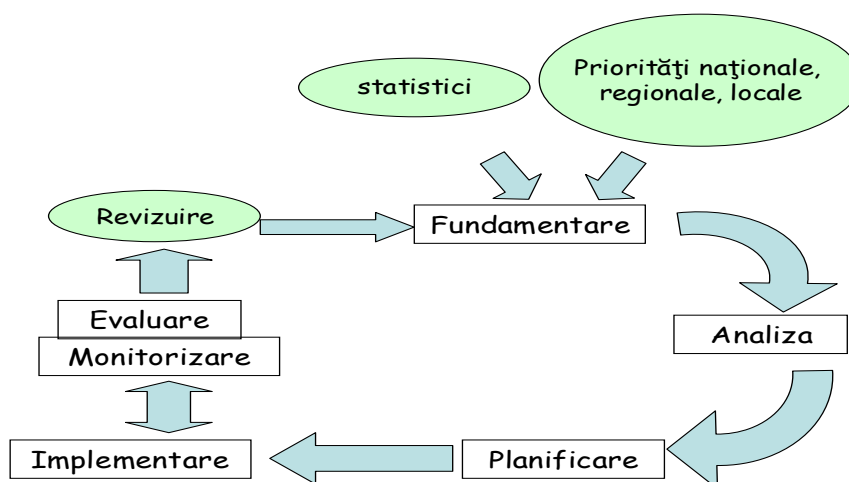 Priorităţi naţionale,
regionale, locale
statistici
Revizuire
Fundamentare
Evaluare
Analiza
Monitorizare
Implementare
Planificare